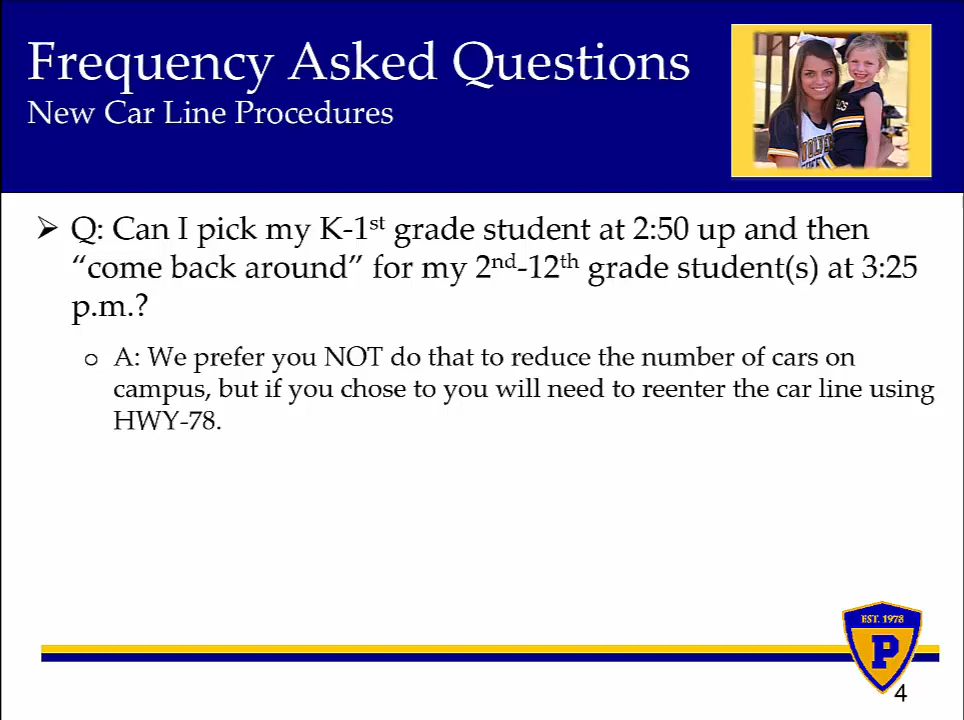 Frequency Asked Questions
New Car Line Procedures
➢ Q: Can I pick my K-1st grade student at 2:50 up and then
“come back around” for my 2nd-12th grade student(s) at 3:25
p.m.?
o A: We prefer you NOT do that to reduce the number of cars on
campus, but if you chose to you will need to reenter the car line using
HWY-78.
EST. 1978
P
4